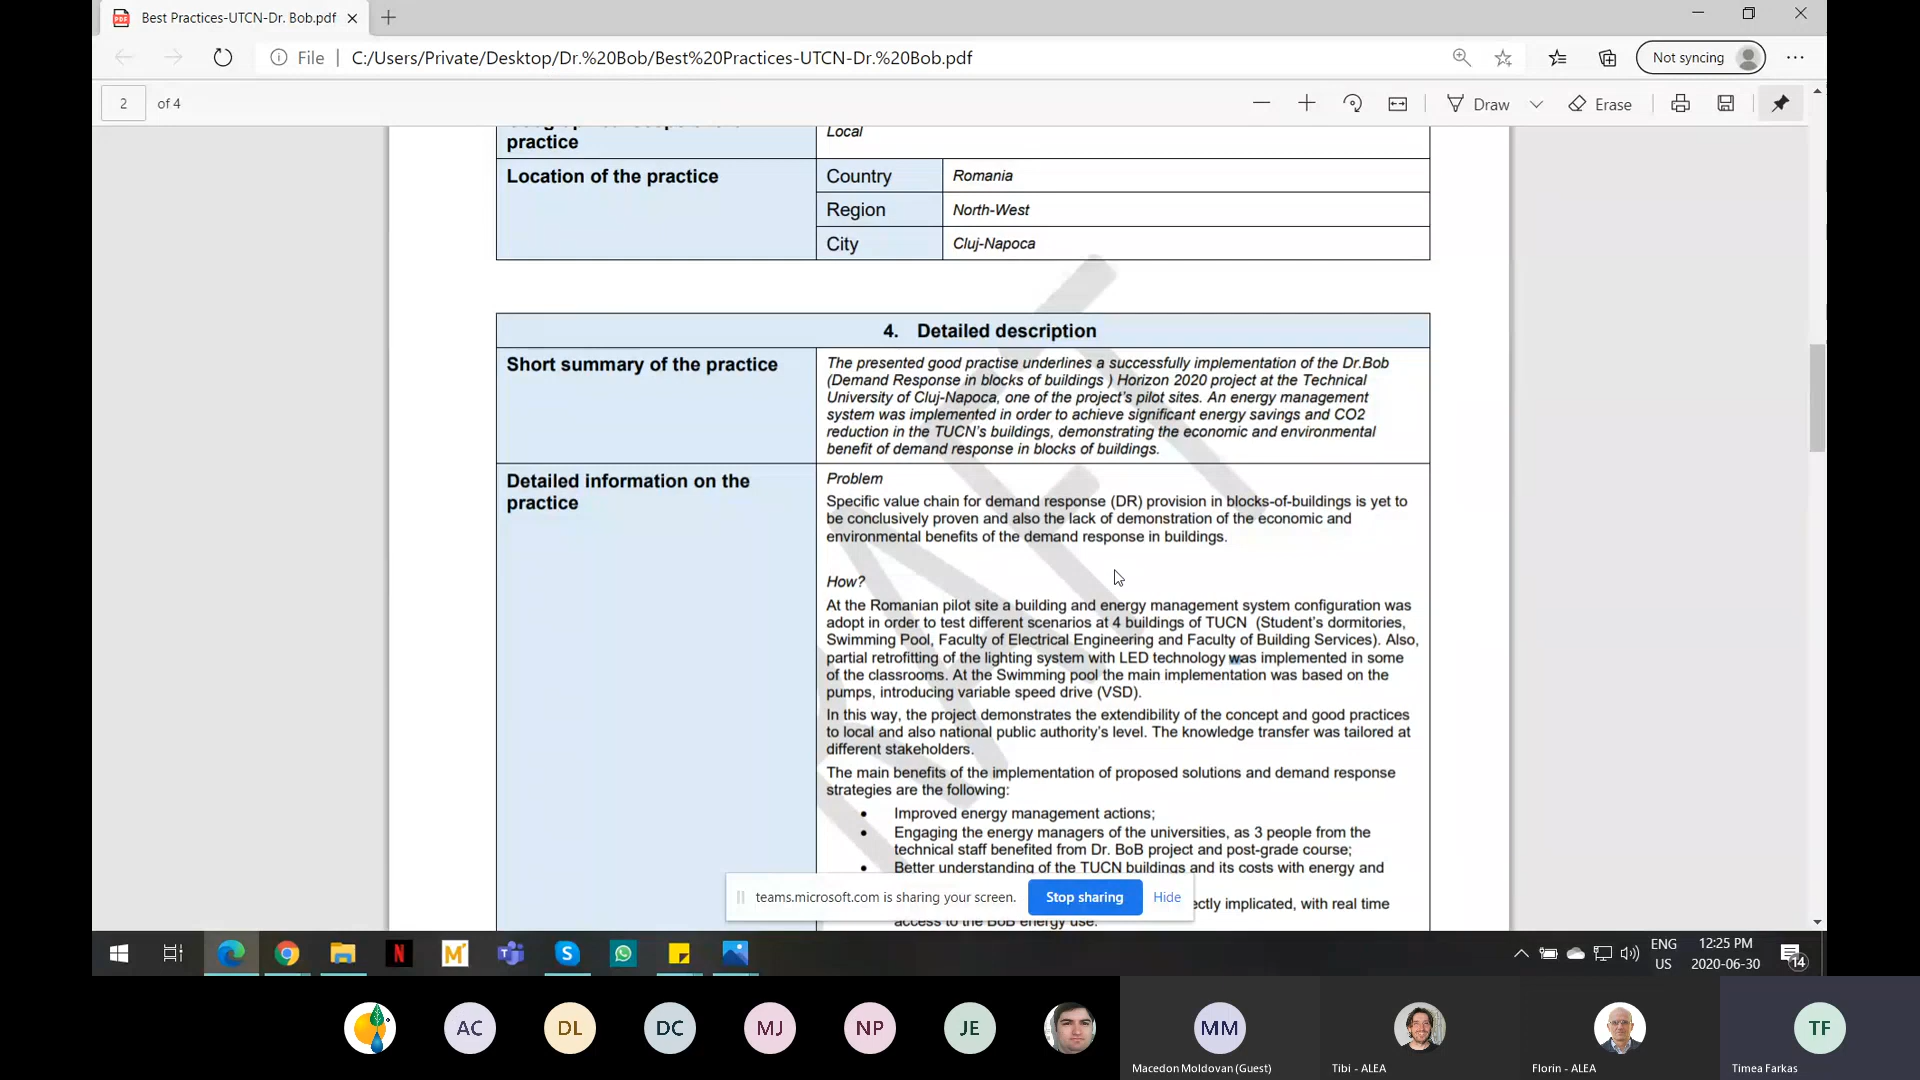 Best Practices-UTCN-Dr. Bob.pdf
File
C:/Users/Private/Desktop/Dr.%20Bob/Best%20Practices-UTCN-Dr.%20Bob.pdf
Not syncing
2 of 4
Draw
Erase
practice
Local
Location of the practice
Country Romania
Region North-West
City Cluj-Napoca
4. Detailed description
Short summary of the practice
The presented good practise underlines a successfully implementation of the Dr.Bob
(Demand Response in blocks of buildings ) Horizon 2020 project at the Technical
University of Cluj-Napoca, one of the project's pilot sites. An energy management
system was implemented in order to achieve significant energy savings and CO2
reduction in the TUCN's buildings, demonstrating the economic and environmental
benefit of demand response in blocks of buildings.
Detailed information on the
practice
Problem
Specific value chain for demand response (DR) provision in blocks-of-buildings is yet to
be conclusively proven and also the lack of demonstration of the economic and
environmental benefits of the demand response in buildings.
How?
At the Romanian pilot site a building and energy management system configuration was
adopt in order to test different scenarios at 4 buildings of TUCN (Student's dormitories,
Swimming Pool, Faculty of Electrical Engineering and Faculty of Building Services). Also,
partial retrofitting of the lighting system with LED technology was implemented in some
of the classrooms. At the Swimming pool the main implementation was based on the
pumps, introducing variable speed drive (VSD).
In this way, the project demonstrates the extendibility of the concept and good practices
to local and also national public authority's level. The knowledge transfer was tailored at
different stakeholders.
The main benefits of the implementation of proposed solutions and demand response
strategies are the following:
• Improved energy management actions;
• Engaging the energy managers of the universities, as 3 people from the
technical staff benefited from Dr. BoB project and post-grade course;
• Better understanding of the TUCN buildings and its costs with energy and
implicated, with real time
access to the BoB energy use.
teams.microsoft.com is sharing your screen.
Stop sharing
Hide
ENG
US
12:25 PM
2020-06-30
14
AC
DL
DC
MJ
NP
JE
MM
TF
Macedon Moldovan (Guest)
Tibi - ALEA
Florin - ALEA
Timea Farkas